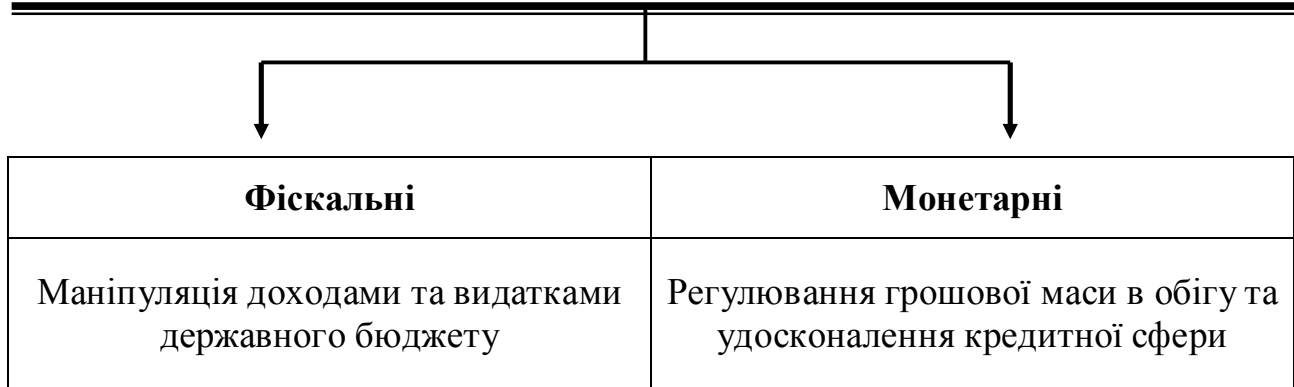 Фіскальні
Монетарні
Маніпуляція доходами та видатками
державного бюджету
Регулювання грошової маси в обігу та
удосконалення кредитної сфери